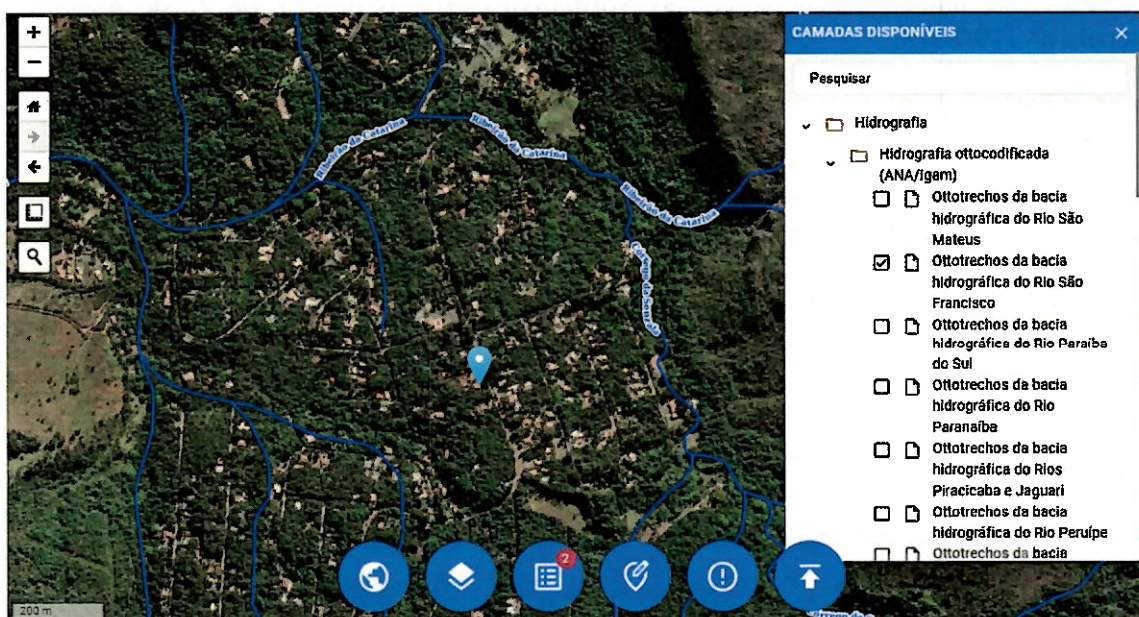 +
−
CAMADAS DISPONÍVEIS
×
Pesquisar
Hidrografia
Hidrografia ottocodificada
(ANA/Igam)
Ottotrechos da bacia
hidrográfica do Rio São
Mateus
Ottotrechos da bacia
hidrográfica do Rio São
Francisco
Ottotrechos da bacia
hidrográfica do Rio Paraíba
do Sul
Ottotrechos da bacia
hidrográfica do Rio
Paranaíba
Ottotrechos da bacia
hidrográfica do Rios
Piracicaba e Jaguari
Ottotrechos da bacia
hidrográfica do Rio Peruípe
Ottotrechos da bacia
Ribeirão da Catarina
Ribeirão da Catarina
Ribeirão da Catarina
2
200 m